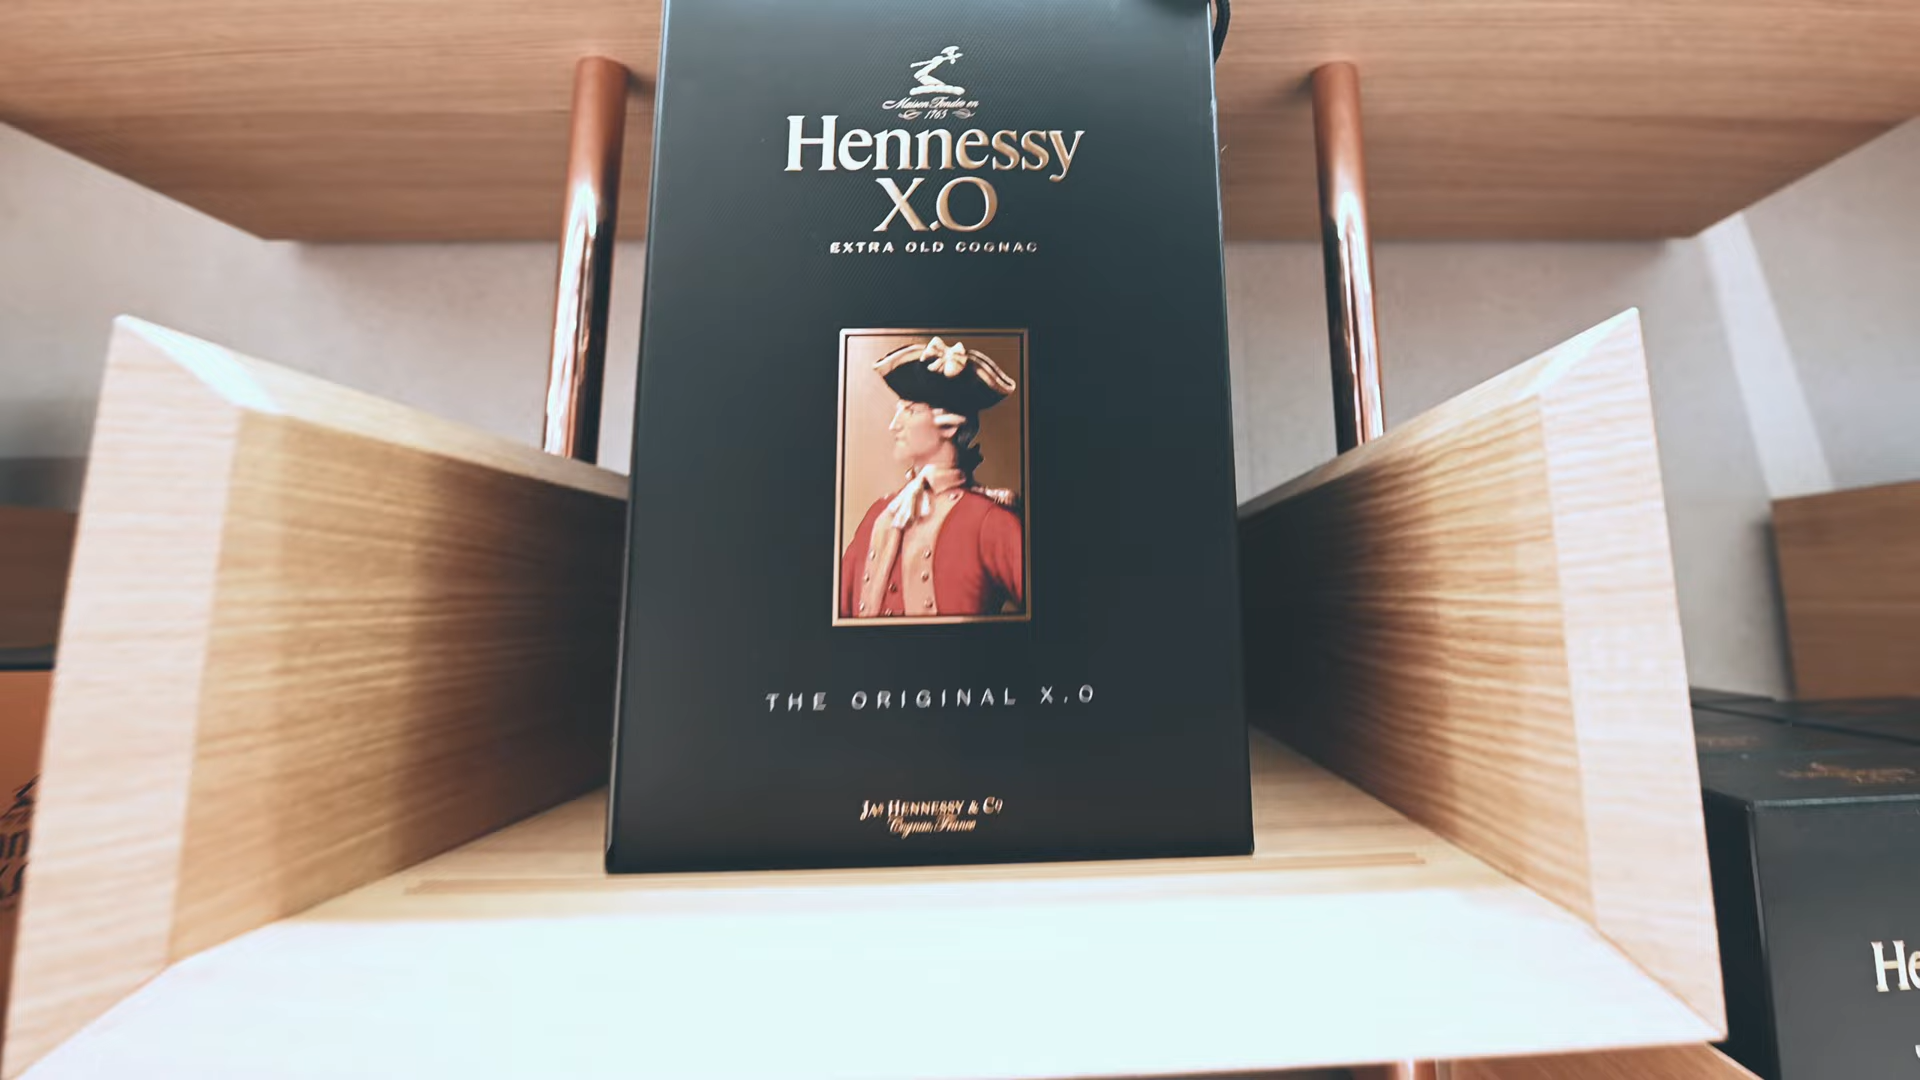 Maison Fondée en
1765
Hennessy
X.O
EXTRA OLD COGNAC
THE ORIGINAL X.O
JAS HENNESSY & CO
Cognac, France
He